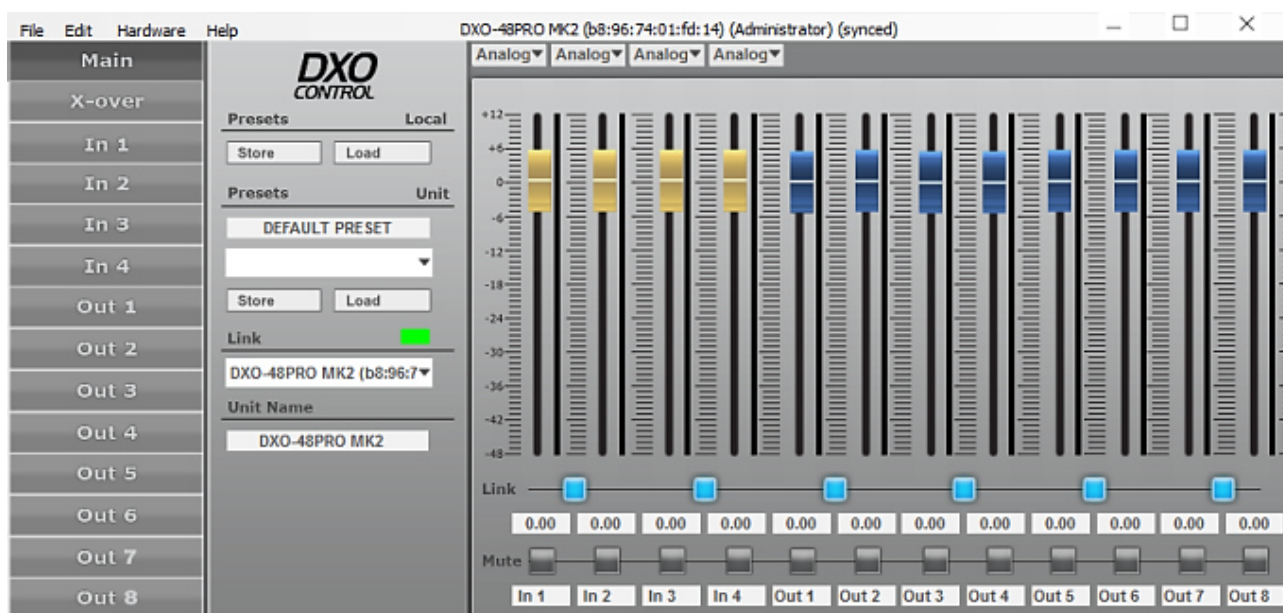 File Edit Hardware Help DXO-48PRO MK2 (b8:96:74:01:fd:14) (Administrator) (synced)
Main
X-over
In 1
In 2
In 3
In 4
Out 1
Out 2
Out 3
Out 4
Out 5
Out 6
Out 7
Out 8
DXO
CONTROL
Presets Local
Store Load
Presets Unit
DEFAULT PRESET
Store Load
Link
DXO-48PRO MK2 (b8:96:7
Unit Name
DXO-48PRO MK2
Analog Analog Analog Analog
+12
+6
0
-6
-12
-18
-24
-30
-36
-42
-48
Link
0.00 0.00 0.00 0.00 0.00 0.00 0.00 0.00 0.00 0.00 0.00 0.00
Mute
In 1 In 2 In 3 In 4 Out 1 Out 2 Out 3 Out 4 Out 5 Out 6 Out 7 Out 8